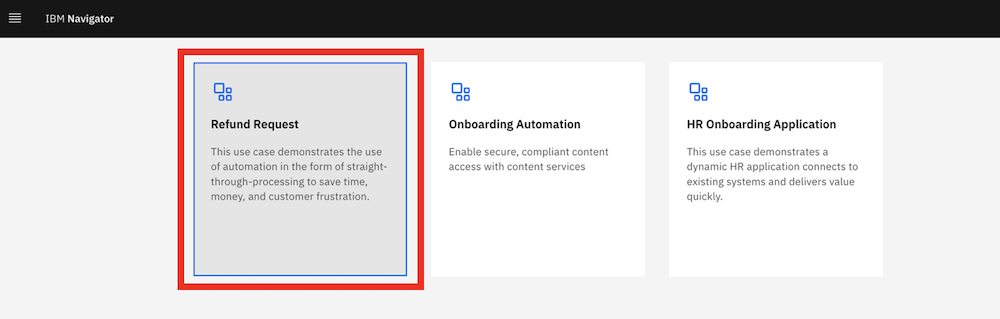 IBM Navigator
Refund Request
This use case demonstrates the use
of automation in the form of straight-
through-processing to save time,
money, and customer frustration.
Onboarding Automation
Enable secure, compliant content
access with content services
HR Onboarding Application
This use case demonstrates a
dynamic HR application connects to
existing systems and delivers value
quickly.